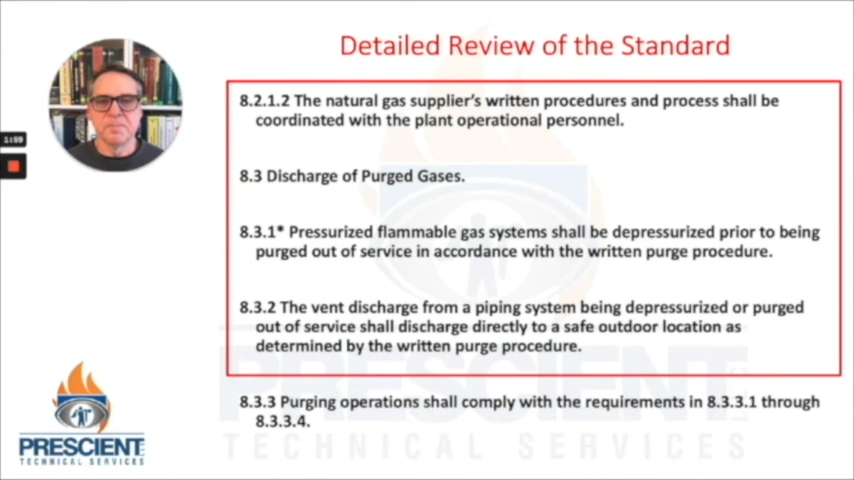 Detailed Review of the Standard
8.2.1.2 The natural gas supplier's written procedures and process shall be
coordinated with the plant operational personnel.
8.3 Discharge of Purged Gases.
8.3.1* Pressurized flammable gas systems shall be depressurized prior to being
purged out of service in accordance with the written purge procedure.
8.3.2 The vent discharge from a piping system being depressurized or purged
out of service shall discharge directly to a safe outdoor location as
determined by the written purge procedure.
8.3.3 Purging operations shall comply with the requirements in 8.3.3.1 through
8.3.3.4.
1:59
PRESCIENT
TECHNICAL SERVICES
PRESCIENT
TECHNICAL SERVICES